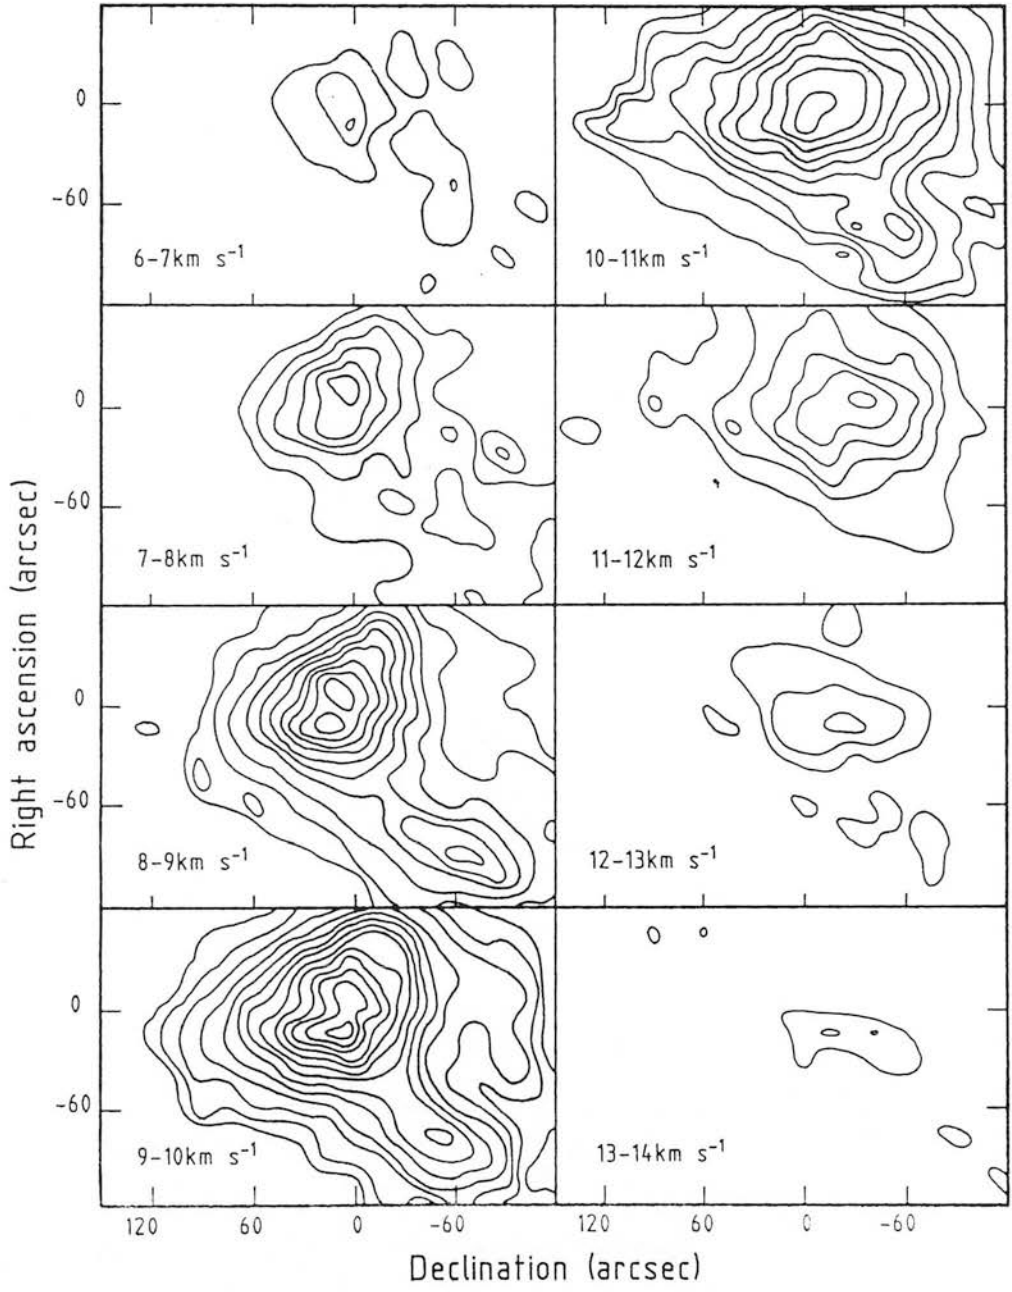 0
-60
6-7km s⁻¹
10-11km s⁻¹
0
-60
7-8km s⁻¹
11-12km s⁻¹
0
-60
8-9km s⁻¹
12-13km s⁻¹
0
-60
9-10km s⁻¹
13-14km s⁻¹
120 60 0 -60 120 60 0 -60
Declination (arcsec)
Right ascension (arcsec)